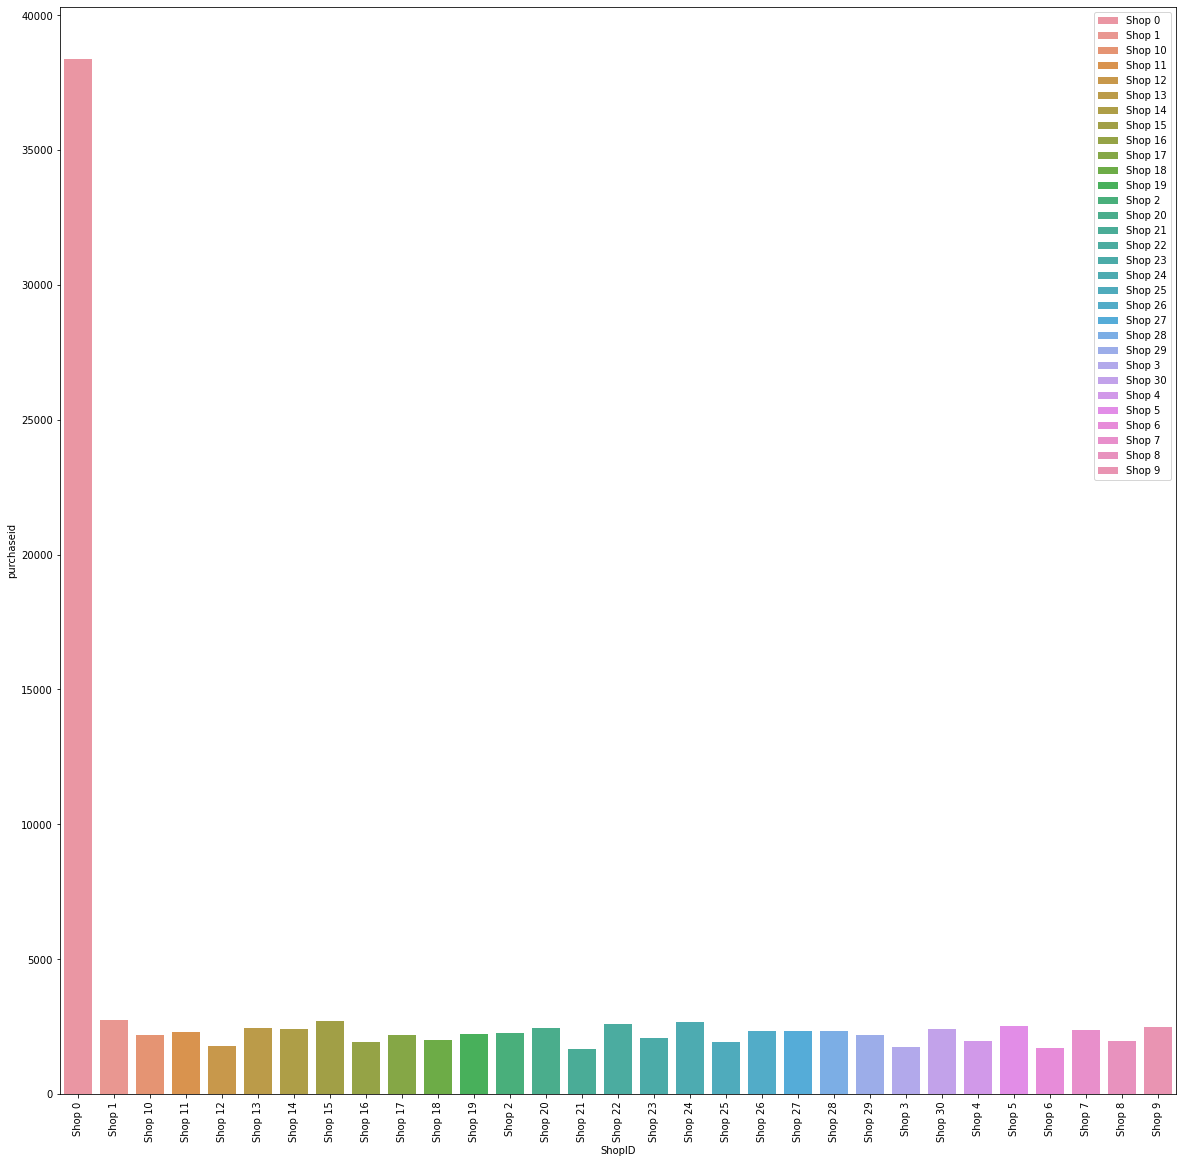 40000
35000
30000
25000
20000
15000
10000
5000
0
purchaseid
Shop 0
Shop 1
Shop 10
Shop 11
Shop 12
Shop 13
Shop 14
Shop 15
Shop 16
Shop 17
Shop 18
Shop 19
Shop 2
Shop 20
Shop 21
Shop 22
Shop 23
Shop 24
Shop 25
Shop 26
Shop 27
Shop 28
Shop 29
Shop 3
Shop 30
Shop 4
Shop 5
Shop 6
Shop 7
Shop 8
Shop 9
Shop 0
Shop 1
Shop 10
Shop 11
Shop 12
Shop 13
Shop 14
Shop 15
Shop 16
Shop 17
Shop 18
Shop 19
Shop 2
Shop 20
Shop 21
Shop 22
Shop 23
Shop 24
Shop 25
Shop 26
Shop 27
Shop 28
Shop 29
Shop 3
Shop 30
Shop 4
Shop 5
Shop 6
Shop 7
Shop 8
Shop 9
ShopID